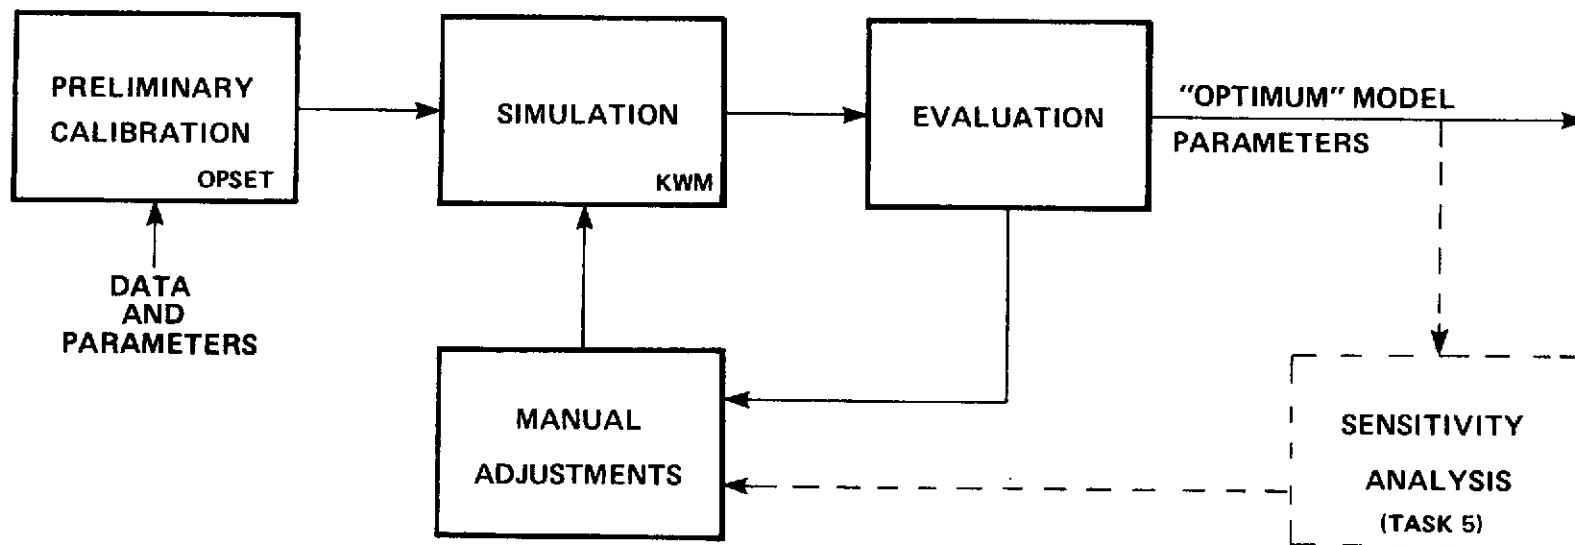 PRELIMINARY
CALIBRATION
OPSET
SIMULATION
KWM
EVALUATION
"OPTIMUM" MODEL
PARAMETERS
DATA
AND
PARAMETERS
MANUAL
ADJUSTMENTS
SENSITIVITY
ANALYSIS
(TASK 5)